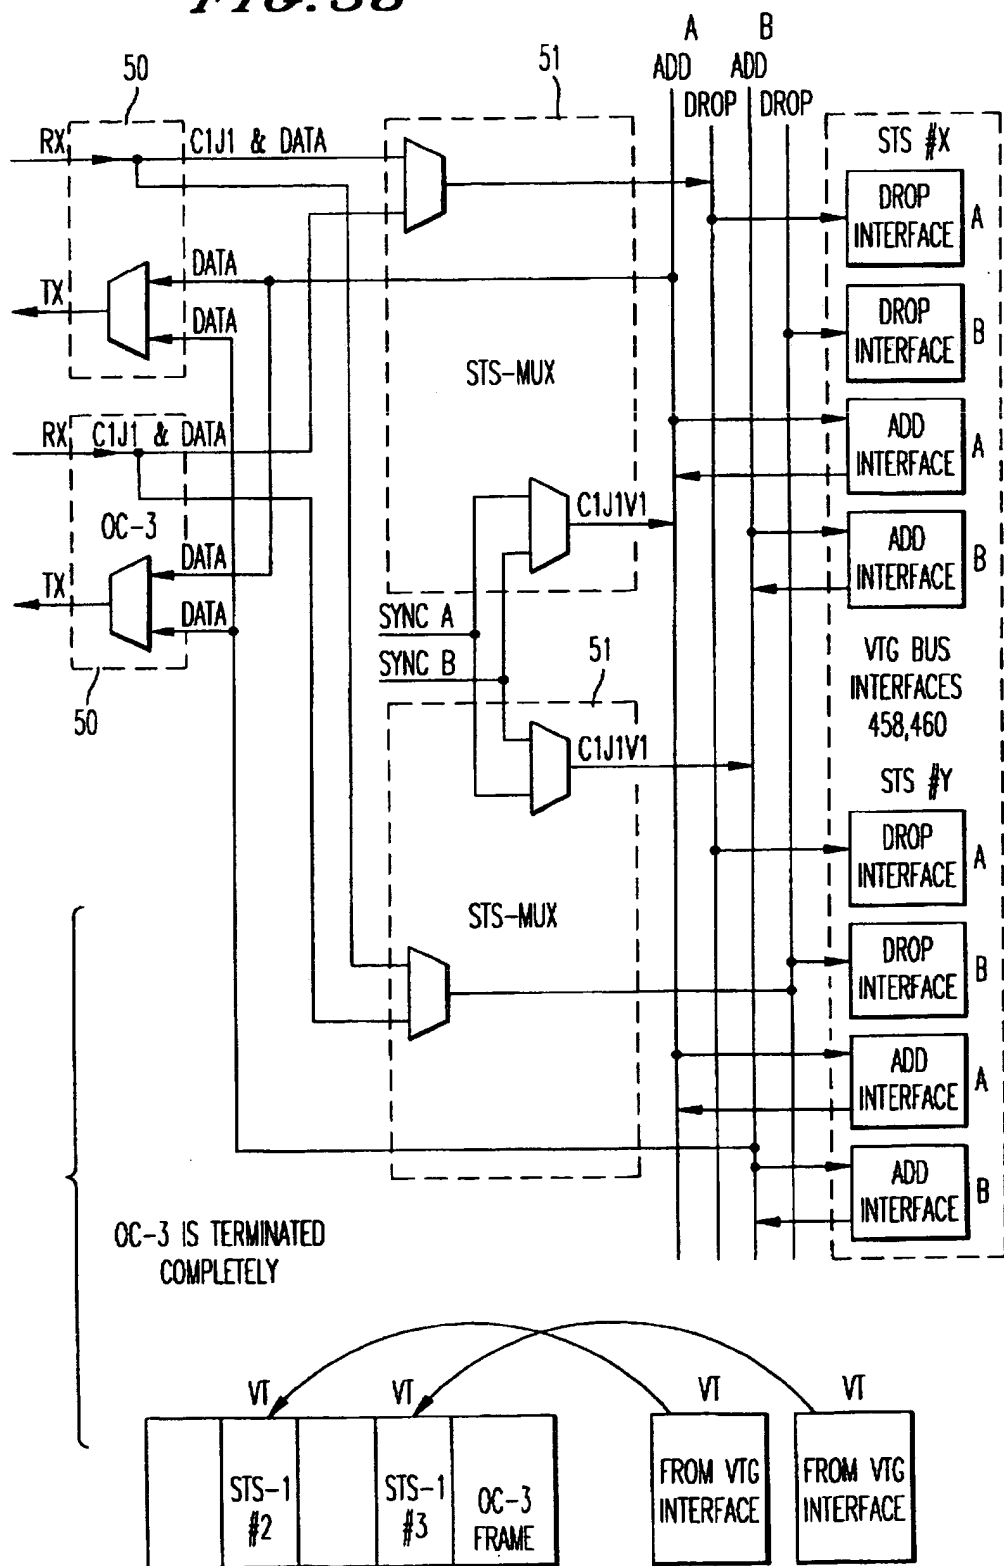 FIG. 38
A B
ADD ADD
DROP DROP
50
51
RX
C1J1 & DATA
STS #X
DROP
INTERFACE
A
DATA
TX
DATA
DROP
INTERFACE
B
STS-MUX
RX
C1J1 & DATA
ADD
INTERFACE
A
OC-3
C1J1V1
ADD
INTERFACE
B
DATA
TX
DATA
SYNC A
SYNC B
50
51
VTG BUS
INTERFACES
458,460
C1J1V1
STS #Y
DROP
INTERFACE
A
STS-MUX
DROP
INTERFACE
B
ADD
INTERFACE
A
ADD
INTERFACE
B
OC-3 IS TERMINATED
COMPLETELY
VT VT VT VT
STS-1
#2
STS-1
#3
OC-3
FRAME
FROM VTG
INTERFACE
FROM VTG
INTERFACE